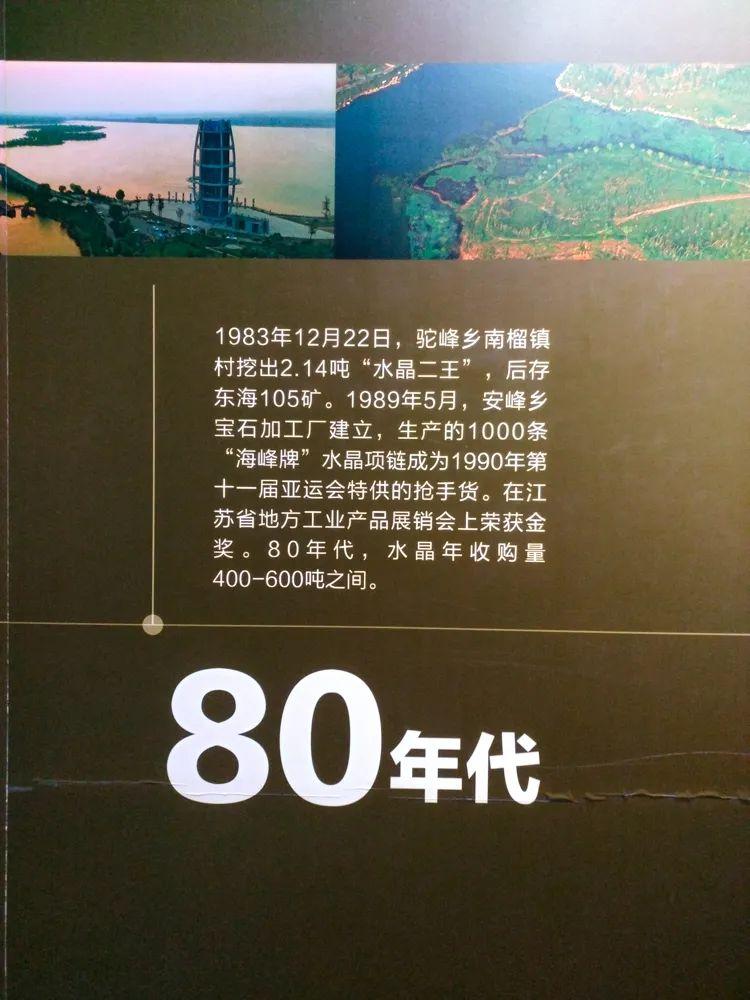 1983年12月22日，驼峰乡南榴镇
村挖出2.14吨“水晶二王”，后存
东海105矿。1989年5月，安峰乡
宝石加工厂建立，生产的1000条
“海峰牌”水晶项链成为1990年第
十一届亚运会特供的抢手货。在江
苏省地方工业产品展销会上荣获金
奖。80年代，水晶年收购量
400-600吨之间。
80年代